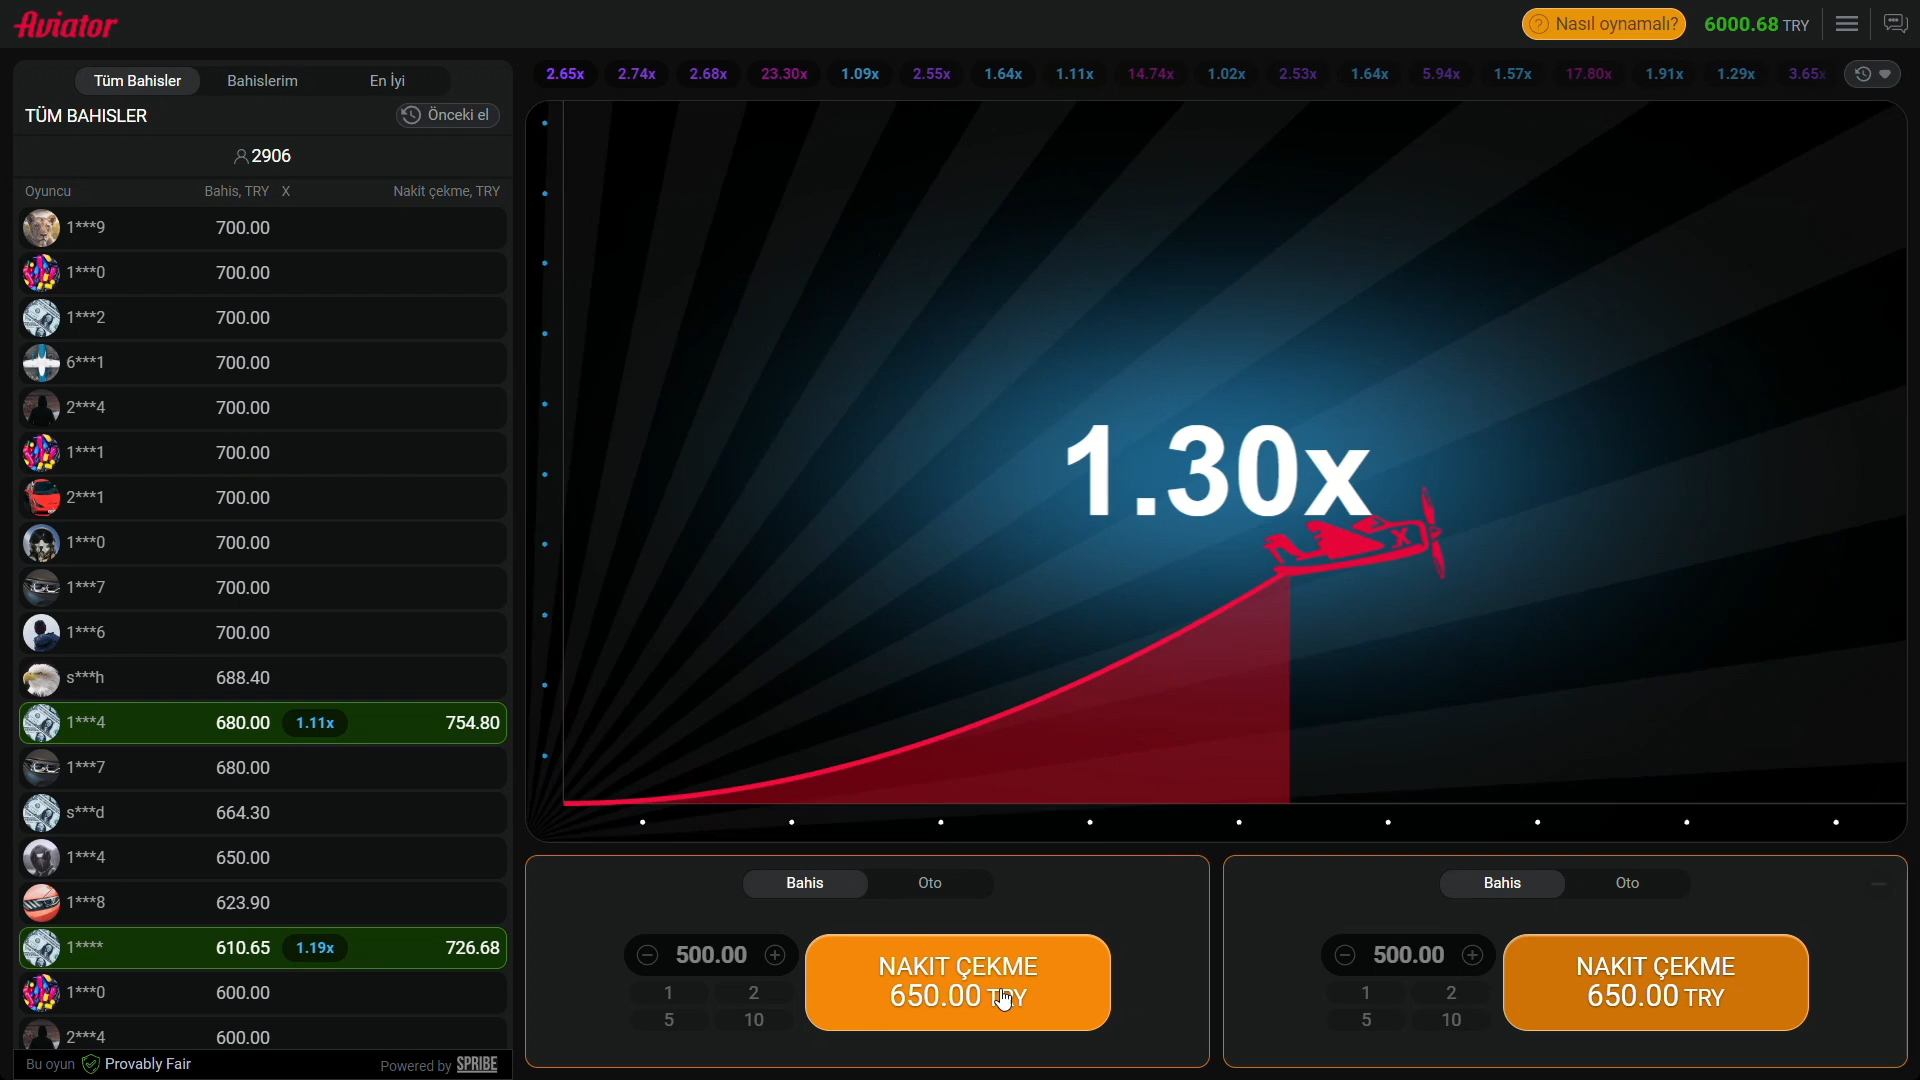 Aviator
? Nasıl oynamalı? 6000.68 TRY
Tüm Bahisler Bahislerim En İyi
2.65x 2.74x 2.68x 23.30x 1.09x 2.55x 1.64x 1.11x 14.74x 1.02x 2.53x 1.64x 5.94x 1.57x 17.80x 1.91x 1.29x 3.65x
TÜM BAHISLER Önceki el
2906
Oyuncu Bahis, TRY X Nakit çekme, TRY
1***9 700.00
1***0 700.00
1***2 700.00
6***1 700.00
2***4 700.00
1***1 700.00
2***1 700.00
1***0 700.00
1***7 700.00
1***6 700.00
s***h 688.40
1***4 680.00 1.11x 754.80
1***7 680.00
s***d 664.30
1***4 650.00
1***8 623.90
1**** 610.65 1.19x 726.68
1***0 600.00
2***4 600.00
Bu oyun Provably Fair Powered by SPRIBE
1.30x
X
Bahis Oto
500.00
1 2
5 10
NAKIT ÇEKME
650.00 TRY
Bahis Oto
500.00
1 2
5 10
NAKIT ÇEKME
650.00 TRY